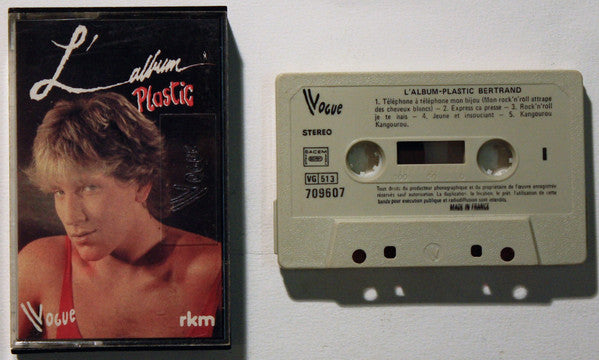 L'album
Plastic
Vogue
Vogue
rkm
Vogue
L'ALBUM-PLASTIC BERTRAND
1. Téléphone à téléphone mon bijou (Mon rock'n'roll attrape
des cheveux blancs) – 2. Express ca presse – 3. Rock'n'roll
je te hais – 4. Jeune et insouciant – 5. Kangourou
Kangourou.
STEREO
SACEM
VG 513
709607
I
Tous droits du producteur phonographique et du propriétaire de l'œuvre enregistrée
réservés sauf autorisation. La duplication, la location, le prêt, l'utilisation de cette
bande pour exécution publique et radiodiffusion sont interdits.
MADE IN FRANCE